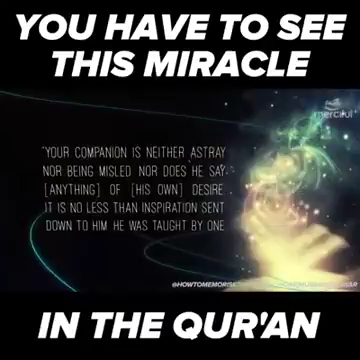 YOU HAVE TO SEE
THIS MIRACLE
merciful
"YOUR COMPANION IS NEITHER ASTRAY
NOR BEING MISLED NOR DOES HE SAY
[ANYTHING] OF [HIS OWN] DESIRE
IT IS NO LESS THAN INSPIRATION SENT
DOWN TO HIM HE WAS TAUGHT BY ONE
IN THE QUR'AN